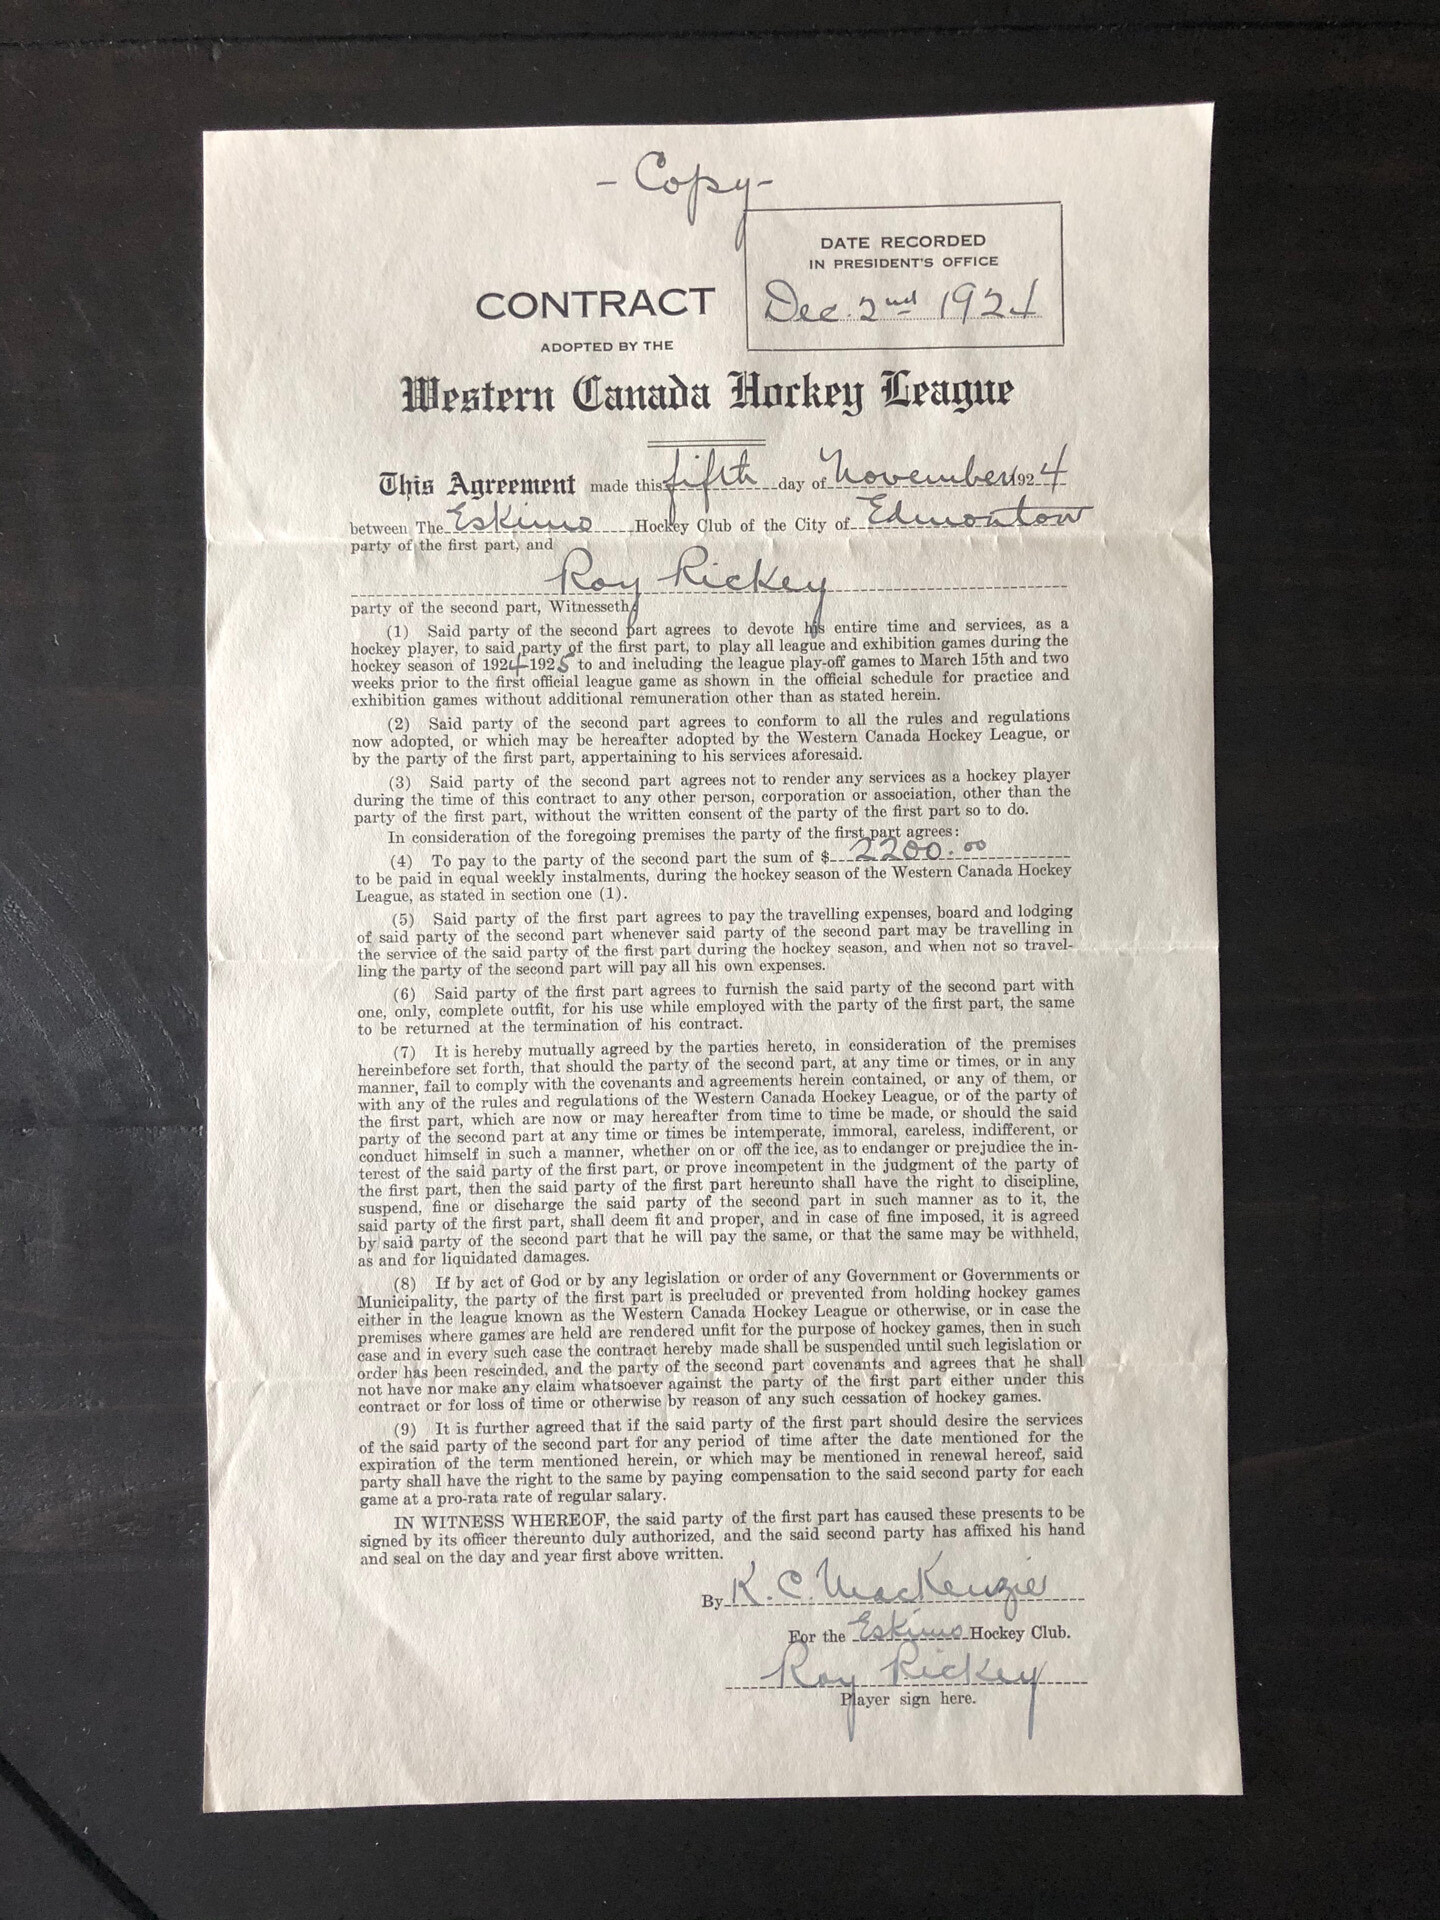 - Copy -
DATE RECORDED
IN PRESIDENT'S OFFICE
Dec. 2nd 1924
CONTRACT
ADOPTED BY THE
Western Canada Hockey League
This Agreement made this fifth day of November 1924
between The Eskimo Hockey Club of the City of Edmonton
party of the first part, and
Roy Rickey
party of the second part, Witnesseth,
(1) Said party of the second part agrees to devote his entire time and services, as a
hockey player, to said party of the first part, to play all league and exhibition games during the
hockey season of 1924-1925 to and including the league play-off games to March 15th and two
weeks prior to the first official league game as shown in the official schedule for practice and
exhibition games without additional remuneration other than as stated herein.
(2) Said party of the second part agrees to conform to all the rules and regulations
now adopted, or which may be hereafter adopted by the Western Canada Hockey League, or
by the party of the first part, appertaining to his services aforesaid.
(3) Said party of the second part agrees not to render any services as a hockey player
during the time of this contract to any other person, corporation or association, other than the
party of the first part, without the written consent of the party of the first part so to do.
In consideration of the foregoing premises the party of the first part agrees:
(4) To pay to the party of the second part the sum of $ 2200.00
to be paid in equal weekly instalments, during the hockey season of the Western Canada Hockey
League, as stated in section one (1).
(5) Said party of the first part agrees to pay the travelling expenses, board and lodging
of said party of the second part whenever said party of the second part may be travelling in
the service of the said party of the first part during the hockey season, and when not so travel-
ling the party of the second part will pay all his own expenses.
(6) Said party of the first part agrees to furnish the said party of the second part with
one, only, complete outfit, for his use while employed with the party of the first part, the same
to be returned at the termination of his contract.
(7) It is hereby mutually agreed by the parties hereto, in consideration of the premises
hereinbefore set forth, that should the party of the second part, at any time or times, or in any
manner, fail to comply with the covenants and agreements herein contained, or any of them, or
with any of the rules and regulations of the Western Canada Hockey League, or of the party of
the first part, which are now or may hereafter from time to time be made, or should the said
party of the second part at any time or times be intemperate, immoral, careless, indifferent, or
conduct himself in such a manner, whether on or off the ice, as to endanger or prejudice the in-
terest of the said party of the first part, or prove incompetent in the judgment of the party of
the first part, then the said party of the first part hereunto shall have the right to discipline,
suspend, fine or discharge the said party of the second part in such manner as to it, the
said party of the first part, shall deem fit and proper, and in case of fine imposed, it is agreed
by said party of the second part that he will pay the same, or that the same may be withheld,
as and for liquidated damages.
(8) If by act of God or by any legislation or order of any Government or Governments or
Municipality, the party of the first part is precluded or prevented from holding hockey games
either in the league known as the Western Canada Hockey League or otherwise, or in case the
premises where games are held are rendered unfit for the purpose of hockey games, then in such
case and in every such case the contract hereby made shall be suspended until such legislation or
order has been rescinded, and the party of the second part covenants and agrees that he shall
not have nor make any claim whatsoever against the party of the first part either under this
contract or for loss of time or otherwise by reason of any such cessation of hockey games.
(9) It is further agreed that if the said party of the first part should desire the services
of the said party of the second part for any period of time after the date mentioned for the
expiration of the term mentioned herein, or which may be mentioned in renewal hereof, said
party shall have the right to the same by paying compensation to the said second party for each
game at a pro-rata rate of regular salary.
IN WITNESS WHEREOF, the said party of the first part has caused these presents to be
signed by its officer thereunto duly authorized, and the said second party has affixed his hand
and seal on the day and year first above written.
By K. C. MacKenzie
For the Eskimo Hockey Club.
Roy Rickey
Player sign here.